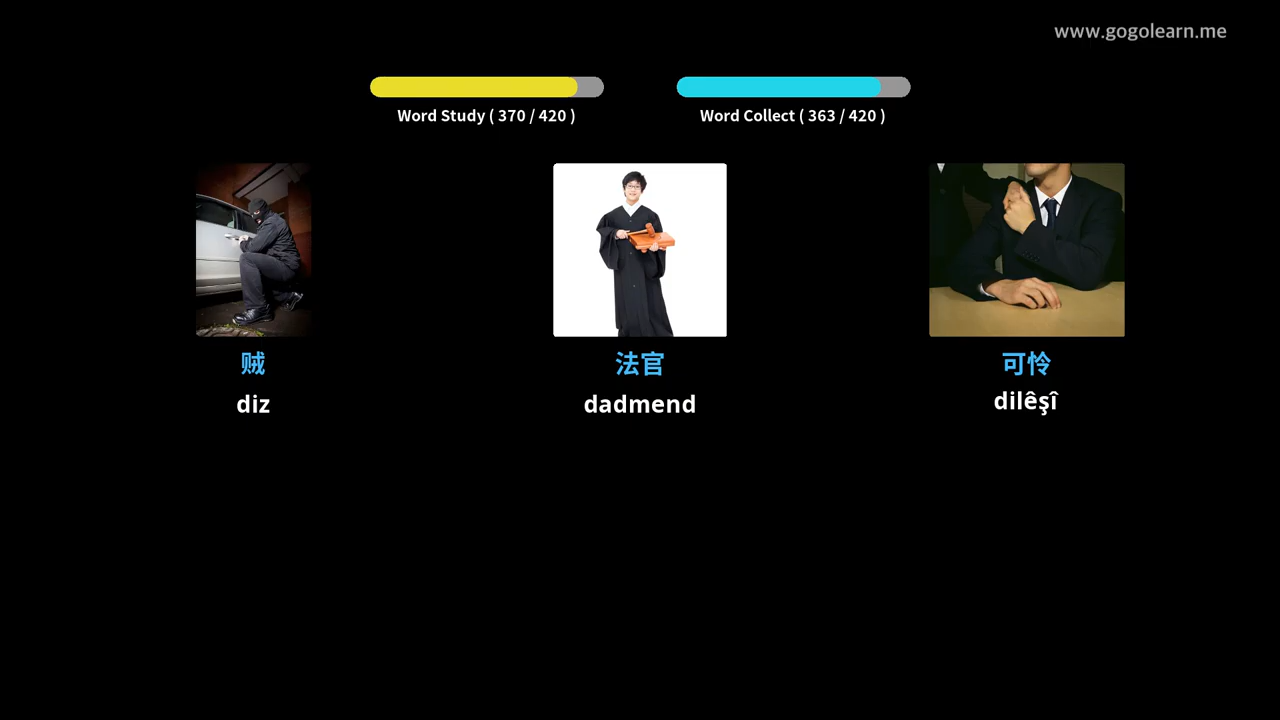 www.gogolearn.me
Word Study ( 370 / 420 )
Word Collect ( 363 / 420 )
贼
法官
可怜
diz
dadmend
dilêşî